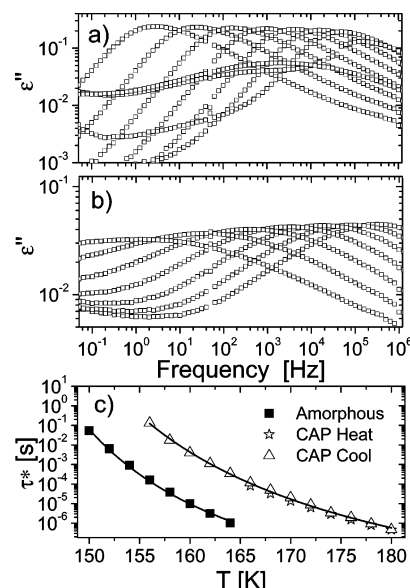 a)
ε''
10⁻¹
10⁻²
10⁻³
b)
ε''
10⁻¹
10⁻²
10⁻¹ 10⁰ 10¹ 10² 10³ 10⁴ 10⁵ 10⁶
Frequency [Hz]
c)
τ* [s]
10¹
10⁰
10⁻¹
10⁻²
10⁻³
10⁻⁴
10⁻⁵
10⁻⁶
Amorphous
CAP Heat
CAP Cool
150 155 160 165 170 175 180
T [K]